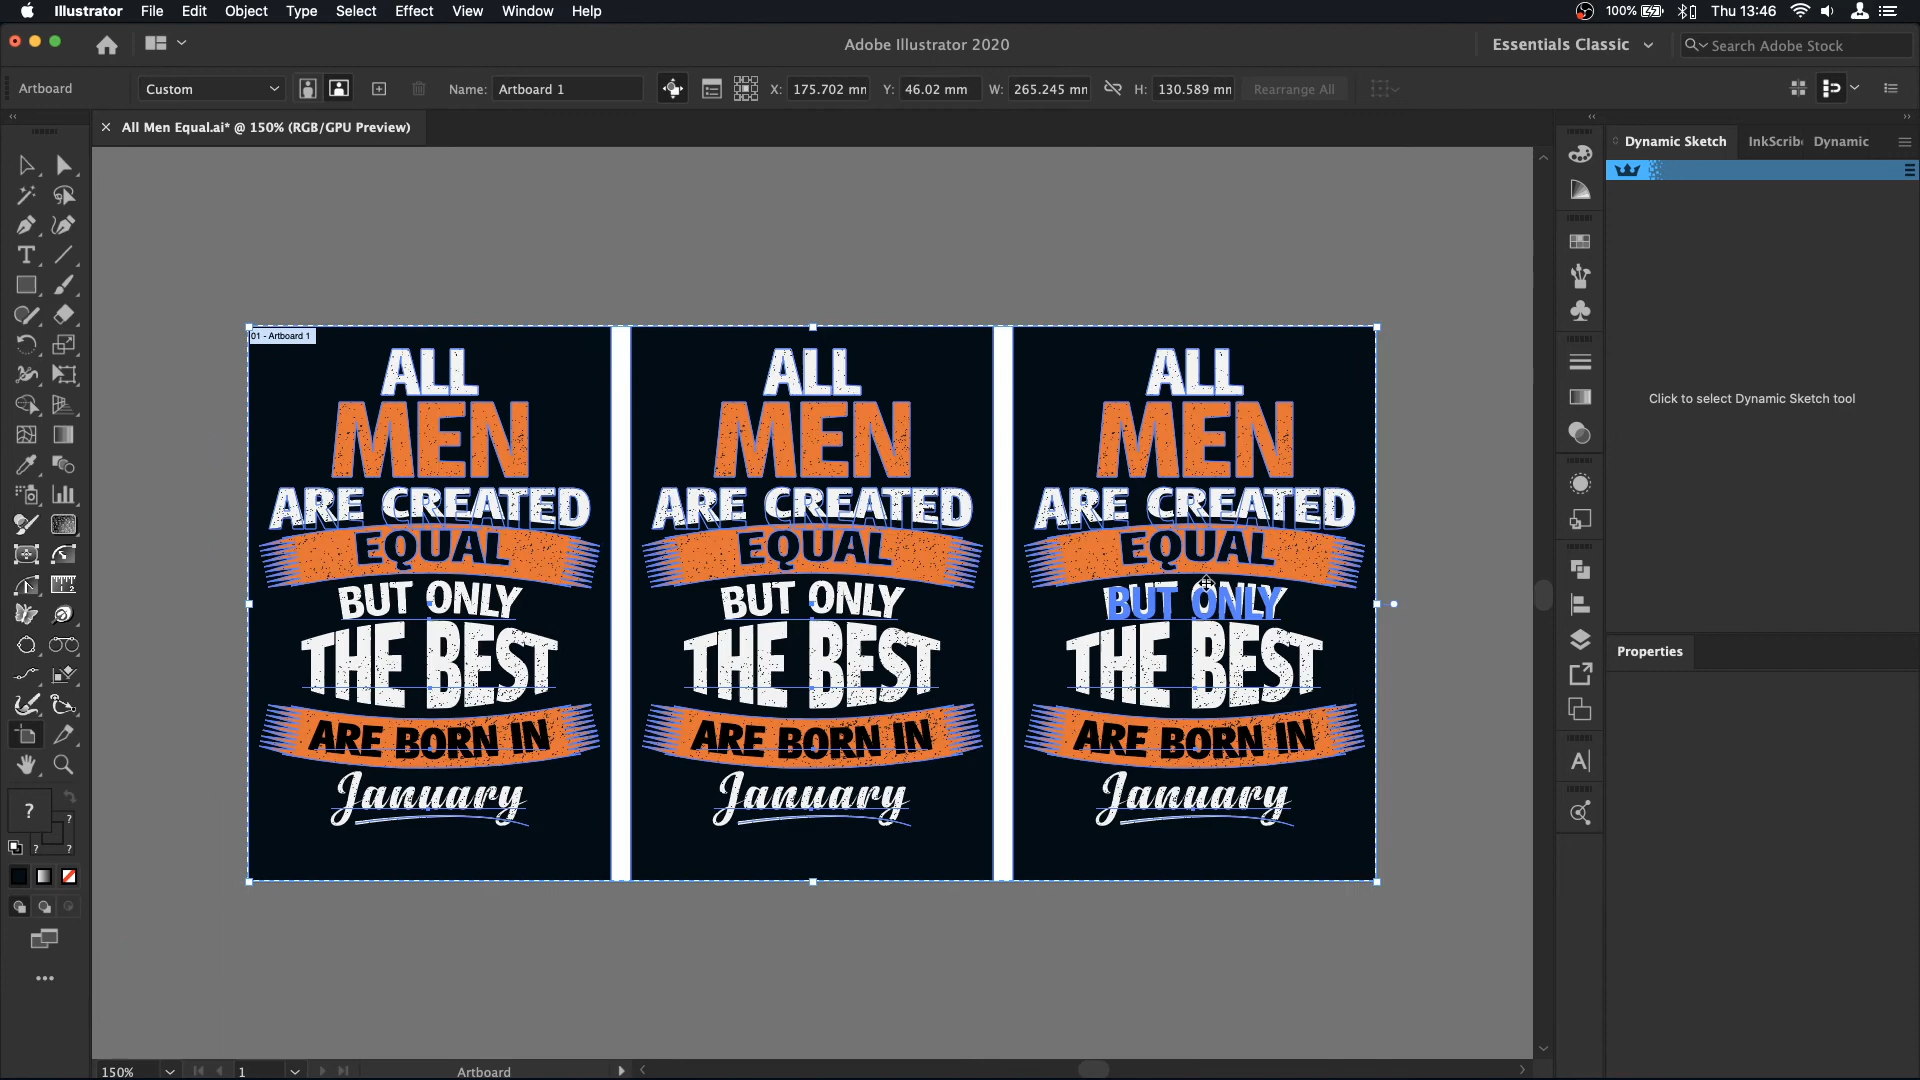 Illustrator File Edit Object Type Select Effect View Window Help 100% Thu 13:46
Adobe Illustrator 2020 Essentials Classic Search Adobe Stock
Artboard Custom Name: Artboard 1 X: 175.702 mm Y: 46.02 mm W: 265.245 mm H: 130.589 mm Rearrange All
All Men Equal.ai* @ 150% (RGB/GPU Preview)
Dynamic Sketch InkScribe Dynamic
Click to select Dynamic Sketch tool
Properties
01 - Artboard 1
ALL
MEN
ARE CREATED
EQUAL
BUT ONLY
THE BEST
ARE BORN IN
January
ALL
MEN
ARE CREATED
EQUAL
BUT ONLY
THE BEST
ARE BORN IN
January
ALL
MEN
ARE CREATED
EQUAL
BUT ONLY
THE BEST
ARE BORN IN
January
150% 1 Artboard